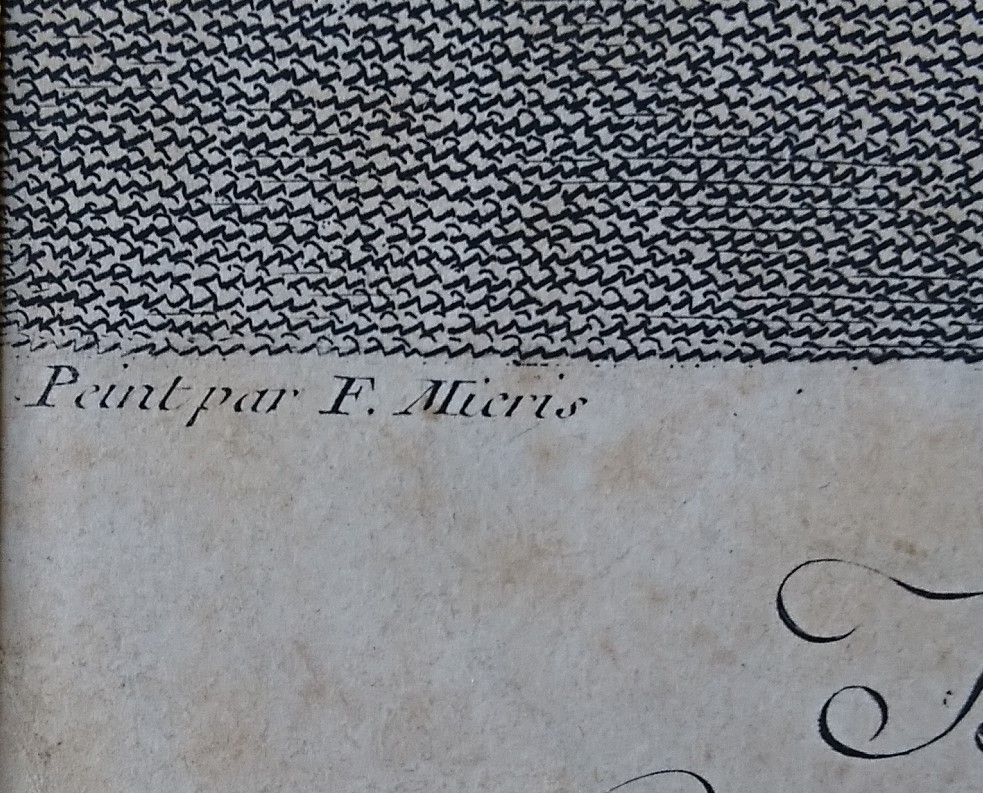 Peint par F. Mieris